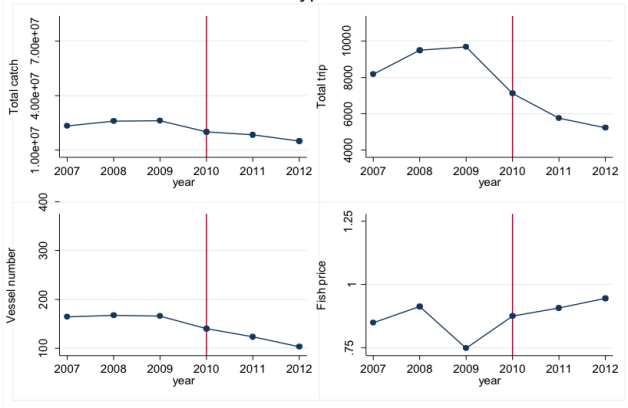 Total catch
7.00e+07
4.00e+07
1.00e+07
2007 2008 2009 2010 2011 2012
year
Total trip
10000
8000
6000
4000
2007 2008 2009 2010 2011 2012
year
Vessel number
400
300
200
100
2007 2008 2009 2010 2011 2012
year
Fish price
1.25
1
.75
2007 2008 2009 2010 2011 2012
year